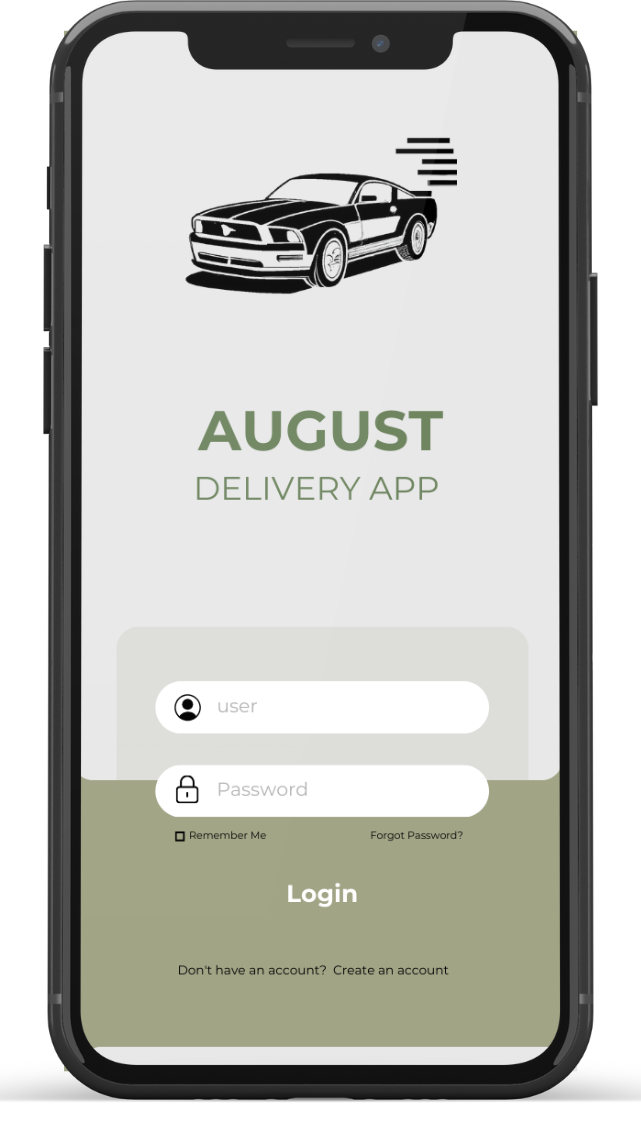 AUGUST
DELIVERY APP
user
Password
Remember Me Forgot Password?
Login
Don't have an account? Create an account